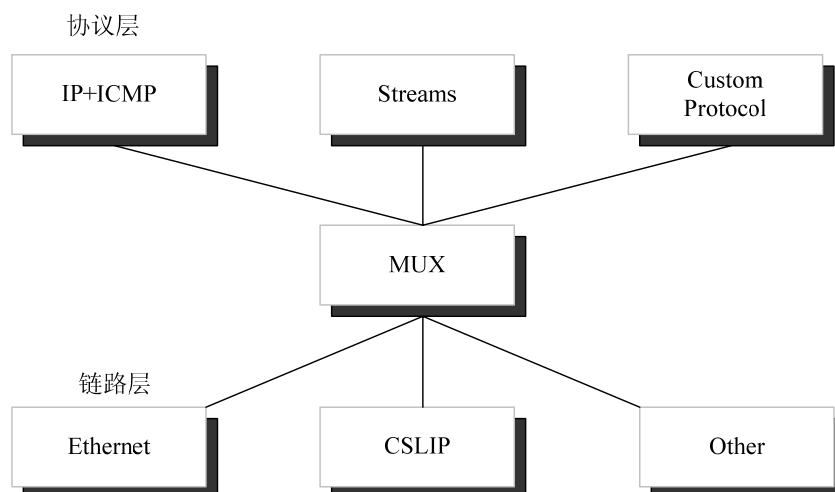 协议层
IP+ICMP
Streams
Custom
Protocol
MUX
链路层
Ethernet
CSLIP
Other